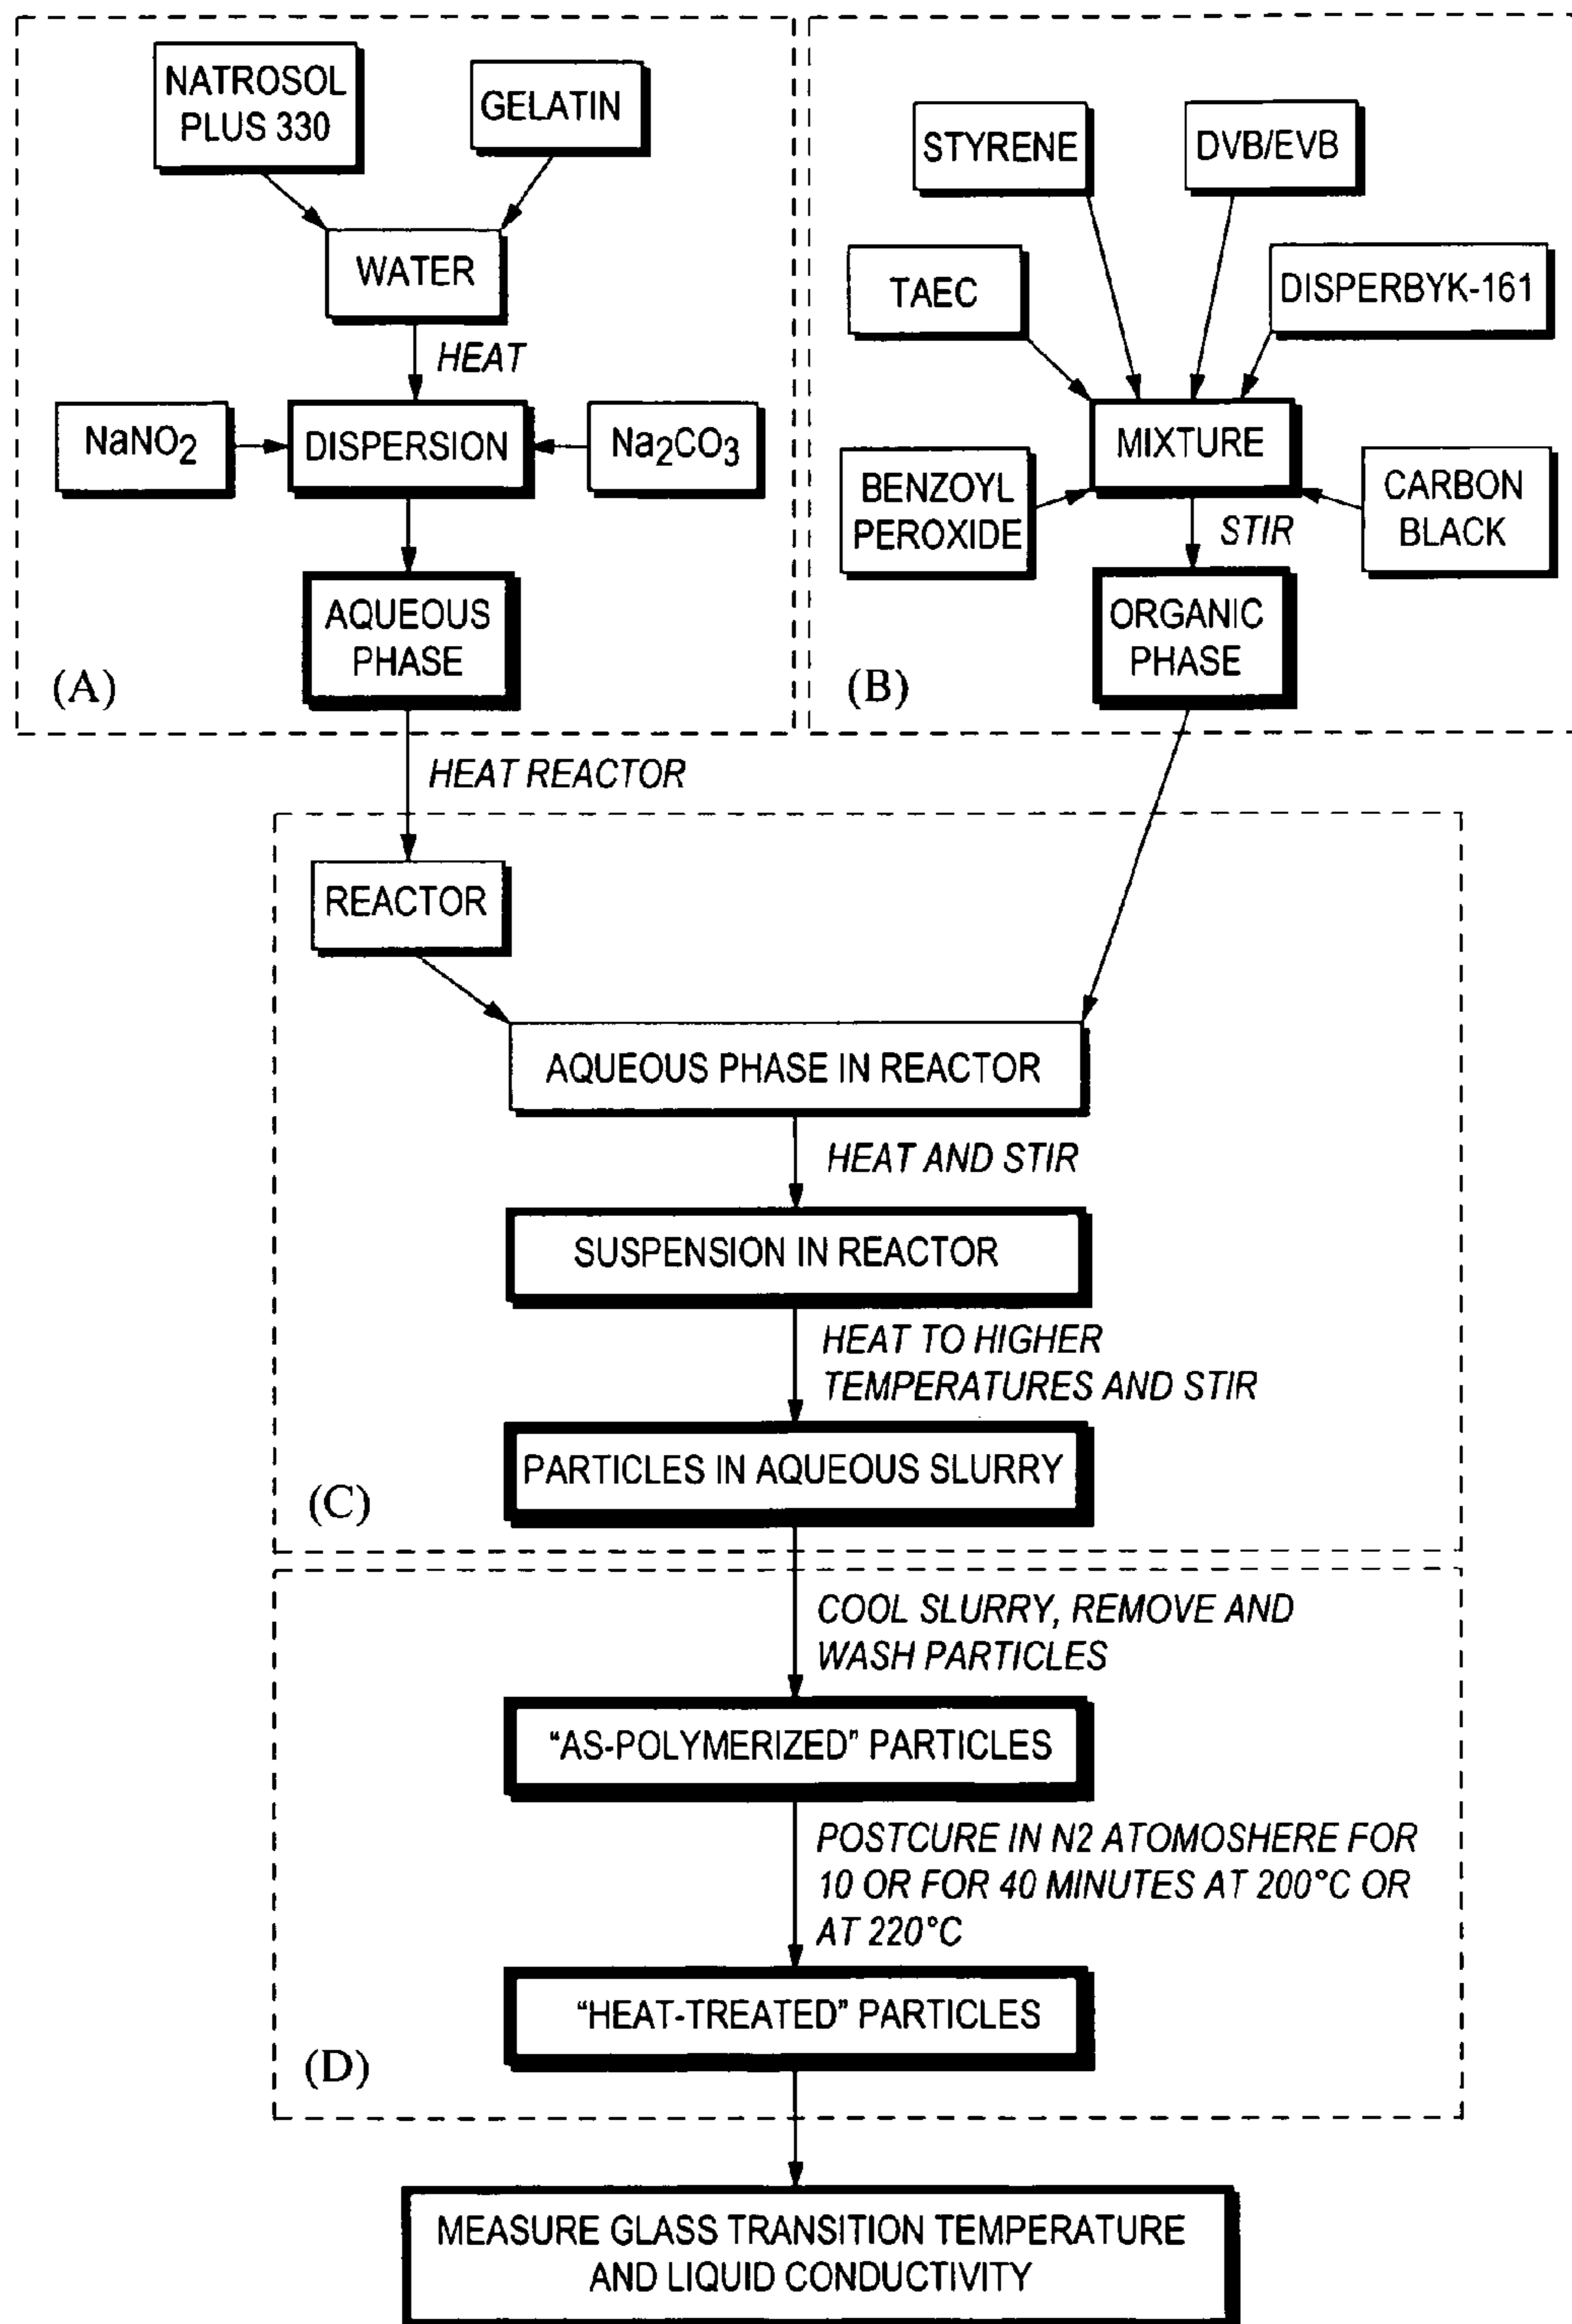 NATROSOL
PLUS 330
GELATIN
WATER
HEAT
NaNO2
DISPERSION
Na2CO3
AQUEOUS
PHASE
(A)
STYRENE
DVB/EVB
TAEC
DISPERBYK-161
MIXTURE
BENZOYL
PEROXIDE
CARBON
BLACK
STIR
ORGANIC
PHASE
(B)
HEAT REACTOR
REACTOR
AQUEOUS PHASE IN REACTOR
HEAT AND STIR
SUSPENSION IN REACTOR
HEAT TO HIGHER
TEMPERATURES AND STIR
PARTICLES IN AQUEOUS SLURRY
(C)
COOL SLURRY, REMOVE AND
WASH PARTICLES
“AS-POLYMERIZED” PARTICLES
POSTCURE IN N2 ATOMOSHERE FOR
10 OR FOR 40 MINUTES AT 200°C OR
AT 220°C
“HEAT-TREATED” PARTICLES
(D)
MEASURE GLASS TRANSITION TEMPERATURE
AND LIQUID CONDUCTIVITY